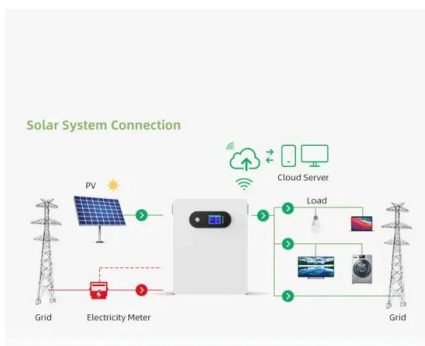 Solar System Connection
PV
Cloud Server
Load
Grid
Electricity Meter
Grid